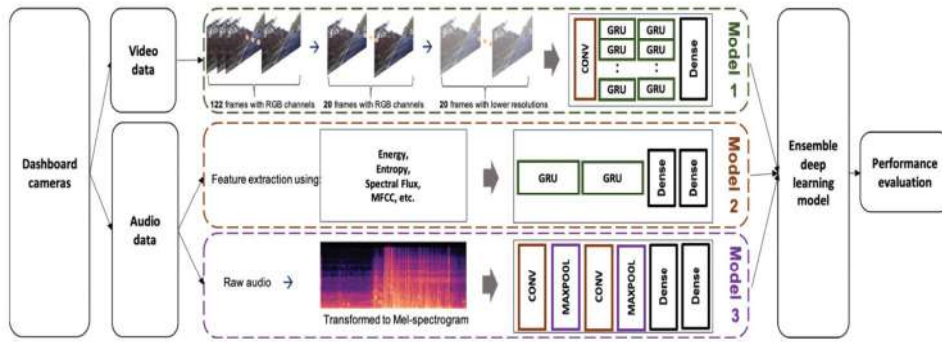 Dashboard
cameras
Video
data
Audio
data
122 frames with RGB channels
20 frames with RGB channels
20 frames with lower resolutions
CONV
GRU
GRU
GRU
GRU
GRU
GRU
Dense
Model 1
Feature extraction using:
Energy,
Entropy,
Spectral Flux,
MFCC, etc.
GRU
GRU
Dense
Dense
Model 2
Raw audio
Transformed to Mel-spectrogram
CONV
MAXPOOL
CONV
MAXPOOL
Dense
Dense
Model 3
Ensemble
deep
learning
model
Performance
evaluation